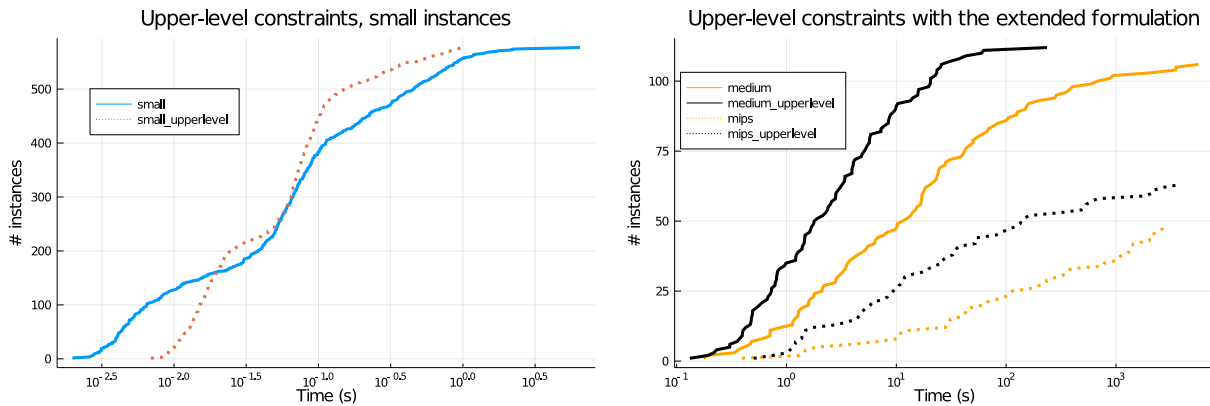 Upper-level constraints, small instances
# instances
500
400
300
200
100
0
small
small_upperlevel
10^-2.5 10^-2.0 10^-1.5 10^-1.0 10^-0.5 10^0.0 10^0.5
Time (s)
Upper-level constraints with the extended formulation
# instances
100
75
50
25
0
medium
medium_upperlevel
mips
mips_upperlevel
10^-1 10^0 10^1 10^2 10^3
Time (s)